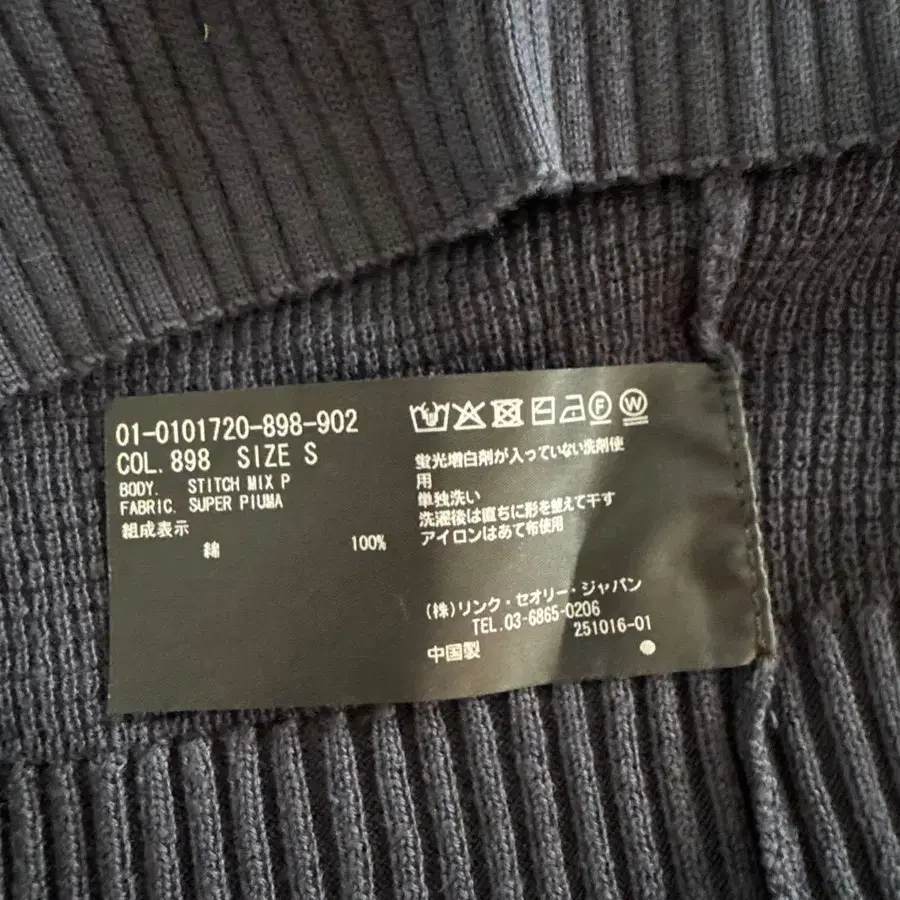 01-0101720-898-902
COL. 898 SIZE S
BODY. STITCH MIX P
FABRIC. SUPER PIUMA
組成表示
綿 100%
F W
蛍光増白剤が入っていない洗剤使
用
単独洗い
洗濯後は直ちに形を整えて干す
アイロンはあて布使用
(株)リンク・セオリー・ジャパン
TEL.03-6865-0206
251016-01
中国製